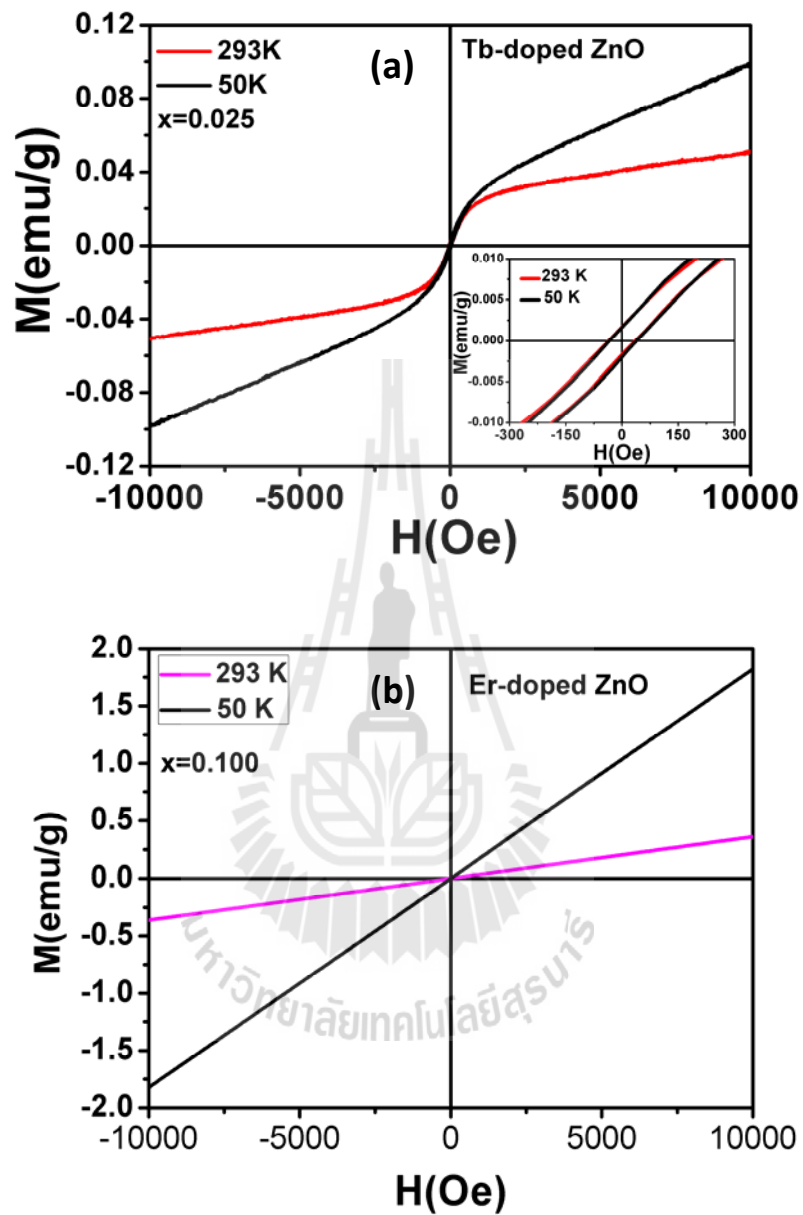 0.12
293K
50K
x=0.025
(a)
Tb-doped ZnO
0.08
0.04
0.00
-0.04
-0.08
-0.12
M(emu/g)
-10000 -5000 0 5000 10000
H(Oe)
0.010
293 K
50 K
0.005
0.000
-0.005
-0.010
M(emu/g)
-300 -150 0 150 300
H(Oe)
2.0
293 K
50 K
(b)
Er-doped ZnO
x=0.100
1.5
1.0
0.5
0.0
-0.5
-1.0
-1.5
-2.0
M(emu/g)
-10000 -5000 0 5000 10000
H(Oe)
มหาวิทยาลัยเทคโนโลยีสุรนารี